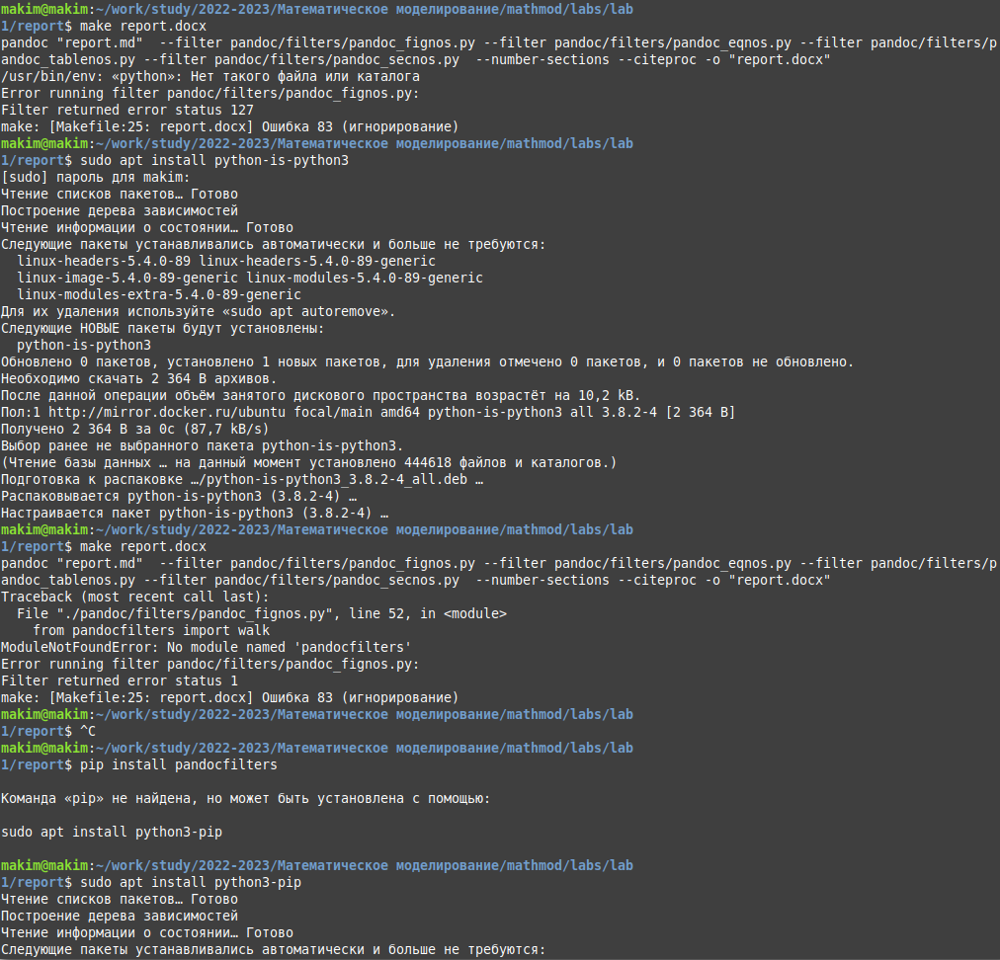 makim@makim:~/work/study/2022-2023/Математическое моделирование/mathmod/labs/lab
1/report$ make report.docx
pandoc "report.md"  --filter pandoc/filters/pandoc_fignos.py --filter pandoc/filters/pandoc_eqnos.py --filter pandoc/filters/p
andoc_tablenos.py --filter pandoc/filters/pandoc_secnos.py  --number-sections --citeproc -o "report.docx"
/usr/bin/env: «python»: Нет такого файла или каталога
Error running filter pandoc/filters/pandoc_fignos.py:
Filter returned error status 127
make: [Makefile:25: report.docx] Ошибка 83 (игнорирование)
makim@makim:~/work/study/2022-2023/Математическое моделирование/mathmod/labs/lab
1/report$ sudo apt install python-is-python3
[sudo] пароль для makim:
Чтение списков пакетов… Готово
Построение дерева зависимостей
Чтение информации о состоянии… Готово
Следующие пакеты устанавливались автоматически и больше не требуются:
  linux-headers-5.4.0-89 linux-headers-5.4.0-89-generic
  linux-image-5.4.0-89-generic linux-modules-5.4.0-89-generic
  linux-modules-extra-5.4.0-89-generic
Для их удаления используйте «sudo apt autoremove».
Следующие НОВЫЕ пакеты будут установлены:
  python-is-python3
Обновлено 0 пакетов, установлено 1 новых пакетов, для удаления отмечено 0 пакетов, и 0 пакетов не обновлено.
Необходимо скачать 2 364 B архивов.
После данной операции объём занятого дискового пространства возрастёт на 10,2 kB.
Пол:1 http://mirror.docker.ru/ubuntu focal/main amd64 python-is-python3 all 3.8.2-4 [2 364 B]
Получено 2 364 B за 0с (87,7 kB/s)
Выбор ранее не выбранного пакета python-is-python3.
(Чтение базы данных … на данный момент установлено 444618 файлов и каталогов.)
Подготовка к распаковке …/python-is-python3_3.8.2-4_all.deb …
Распаковывается python-is-python3 (3.8.2-4) …
Настраивается пакет python-is-python3 (3.8.2-4) …
makim@makim:~/work/study/2022-2023/Математическое моделирование/mathmod/labs/lab
1/report$ make report.docx
pandoc "report.md"  --filter pandoc/filters/pandoc_fignos.py --filter pandoc/filters/pandoc_eqnos.py --filter pandoc/filters/p
andoc_tablenos.py --filter pandoc/filters/pandoc_secnos.py  --number-sections --citeproc -o "report.docx"
Traceback (most recent call last):
  File "./pandoc/filters/pandoc_fignos.py", line 52, in <module>
    from pandocfilters import walk
ModuleNotFoundError: No module named 'pandocfilters'
Error running filter pandoc/filters/pandoc_fignos.py:
Filter returned error status 1
make: [Makefile:25: report.docx] Ошибка 83 (игнорирование)
makim@makim:~/work/study/2022-2023/Математическое моделирование/mathmod/labs/lab
1/report$ ^C
makim@makim:~/work/study/2022-2023/Математическое моделирование/mathmod/labs/lab
1/report$ pip install pandocfilters
Команда «pip» не найдена, но может быть установлена с помощью:
sudo apt install python3-pip
makim@makim:~/work/study/2022-2023/Математическое моделирование/mathmod/labs/lab
1/report$ sudo apt install python3-pip
Чтение списков пакетов… Готово
Построение дерева зависимостей
Чтение информации о состоянии… Готово
Следующие пакеты устанавливались автоматически и больше не требуются: